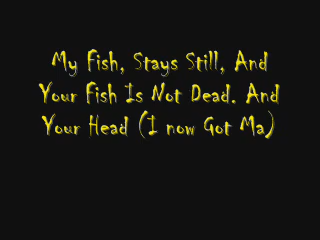 My Fish, Stays Still, And
Your Fish Is Not Dead. And
Your Head (I now Got Ma)